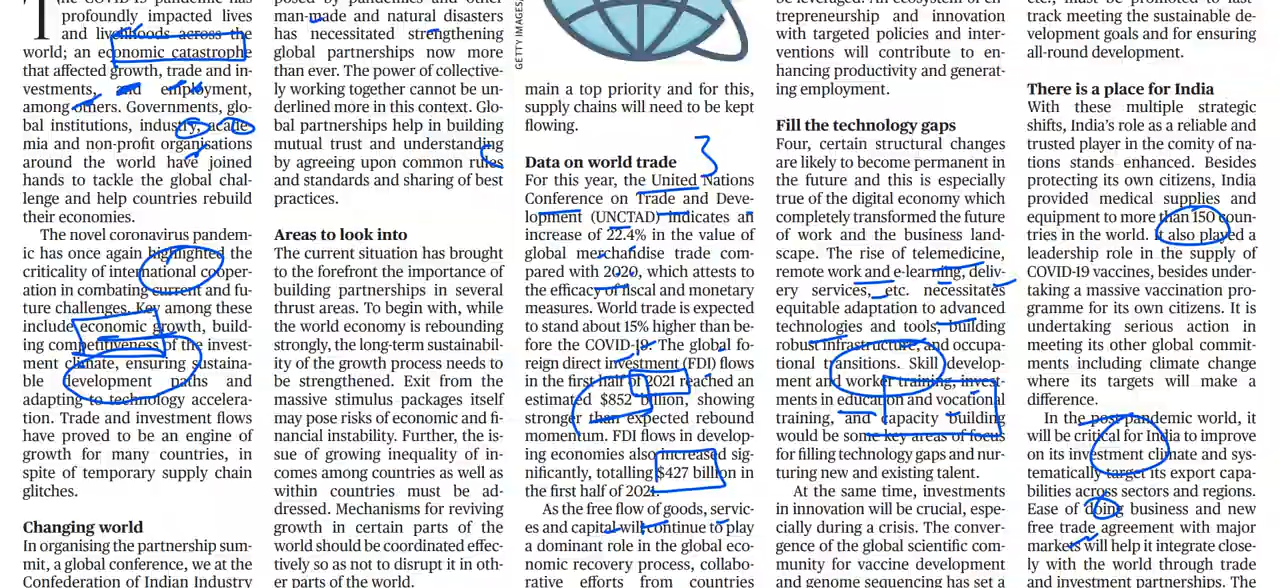 The COVID-19 pandemic has
profoundly impacted lives
and livelihoods across the
world; an economic catastrophe
that affected growth, trade and in-
vestments, and employment,
among others. Governments, glo-
bal institutions, industry, acade-
mia and non-profit organisations
around the world have joined
hands to tackle the global chal-
lenge and help countries rebuild
their economies.
The novel coronavirus pandem-
ic has once again highlighted the
criticality of international cooper-
ation in combating current and fu-
ture challenges. Key among these
include economic growth, build-
ing competitiveness of the invest-
ment climate, ensuring sustaina-
ble development paths and
adapting to technology accelera-
tion. Trade and investment flows
have proved to be an engine of
growth for many countries, in
spite of temporary supply chain
glitches.
Changing world
In organising the partnership sum-
mit, a global conference, we at the
Confederation of Indian Industry
posed by pandemics and other
man-made and natural disasters
has necessitated strengthening
global partnerships now more
than ever. The power of collective-
ly working together cannot be un-
derlined more in this context. Glo-
bal partnerships help in building
mutual trust and understanding
by agreeing upon common rules
and standards and sharing of best
practices.
Areas to look into
The current situation has brought
to the forefront the importance of
building partnerships in several
thrust areas. To begin with, while
the world economy is rebounding
strongly, the long-term sustainabil-
ity of the growth process needs to
be strengthened. Exit from the
massive stimulus packages itself
may pose risks of economic and fi-
nancial instability. Further, the is-
sue of growing inequality of in-
comes among countries as well as
within countries must be ad-
dressed. Mechanisms for reviving
growth in certain parts of the
world should be coordinated effec-
tively so as not to disrupt it in oth-
er parts of the world.
GETTY IMAGES/
main a top priority and for this,
supply chains will need to be kept
flowing.
Data on world trade
For this year, the United Nations
Conference on Trade and Deve-
lopment (UNCTAD) indicates an
increase of 22.4% in the value of
global merchandise trade com-
pared with 2020, which attests to
the efficacy of fiscal and monetary
measures. World trade is expected
to stand about 15% higher than be-
fore the COVID-19. The global fo-
reign direct investment (FDI) flows
in the first half of 2021 reached an
estimated $852 billion, showing
stronger than expected rebound
momentum. FDI flows in develop-
ing economies also increased sig-
nificantly, totalling $427 billion in
the first half of 2021.
As the free flow of goods, servic-
es and capital will continue to play
a dominant role in the global eco-
nomic recovery process, collabo-
rative efforts from countries
be leveraged. An ecosystem of en-
trepreneurship and innovation
with targeted policies and inter-
ventions will contribute to en-
hancing productivity and generat-
ing employment.
Fill the technology gaps
Four, certain structural changes
are likely to become permanent in
the future and this is especially
true of the digital economy which
completely transformed the future
of work and the business land-
scape. The rise of telemedicine,
remote work and e-learning, deliv-
ery services, etc. necessitates
equitable adaptation to advanced
technologies and tools, building
robust infrastructure, and occupa-
tional transitions. Skill develop-
ment and worker training, invest-
ments in education and vocational
training, and capacity building
would be some key areas of focus
for filling technology gaps and nur-
turing new and existing talent.
At the same time, investments
in innovation will be crucial, espe-
cially during a crisis. The conver-
gence of the global scientific com-
munity for vaccine development
and genome sequencing has set a
etc., must be promoted to fast-
track meeting the sustainable de-
velopment goals and for ensuring
all-round development.
There is a place for India
With these multiple strategic
shifts, India's role as a reliable and
trusted player in the comity of na-
tions stands enhanced. Besides
protecting its own citizens, India
provided medical supplies and
equipment to more than 150 coun-
tries in the world. It also played a
leadership role in the supply of
COVID-19 vaccines, besides under-
taking a massive vaccination pro-
gramme for its own citizens. It is
undertaking serious action in
meeting its other global commit-
ments including climate change
where its targets will make a
difference.
In the post-pandemic world, it
will be critical for India to improve
on its investment climate and sys-
tematically target its export capa-
bilities across sectors and regions.
Ease of doing business and new
free trade agreement with major
markets will help it integrate close-
ly with the world through trade
and investment partnerships. The